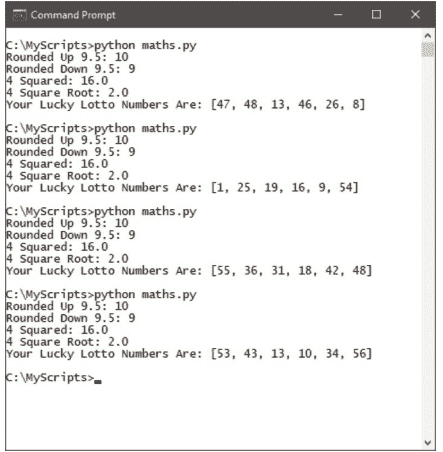 Command Prompt
C:\MyScripts>python maths.py
Rounded Up 9.5: 10
Rounded Down 9.5: 9
4 Squared: 16.0
4 Square Root: 2.0
Your Lucky Lotto Numbers Are: [47, 48, 13, 46, 26, 8]
C:\MyScripts>python maths.py
Rounded Up 9.5: 10
Rounded Down 9.5: 9
4 Squared: 16.0
4 Square Root: 2.0
Your Lucky Lotto Numbers Are: [1, 25, 19, 16, 9, 54]
C:\MyScripts>python maths.py
Rounded Up 9.5: 10
Rounded Down 9.5: 9
4 Squared: 16.0
4 Square Root: 2.0
Your Lucky Lotto Numbers Are: [55, 36, 31, 18, 42, 48]
C:\MyScripts>python maths.py
Rounded Up 9.5: 10
Rounded Down 9.5: 9
4 Squared: 16.0
4 Square Root: 2.0
Your Lucky Lotto Numbers Are: [53, 43, 13, 10, 34, 56]
C:\MyScripts>